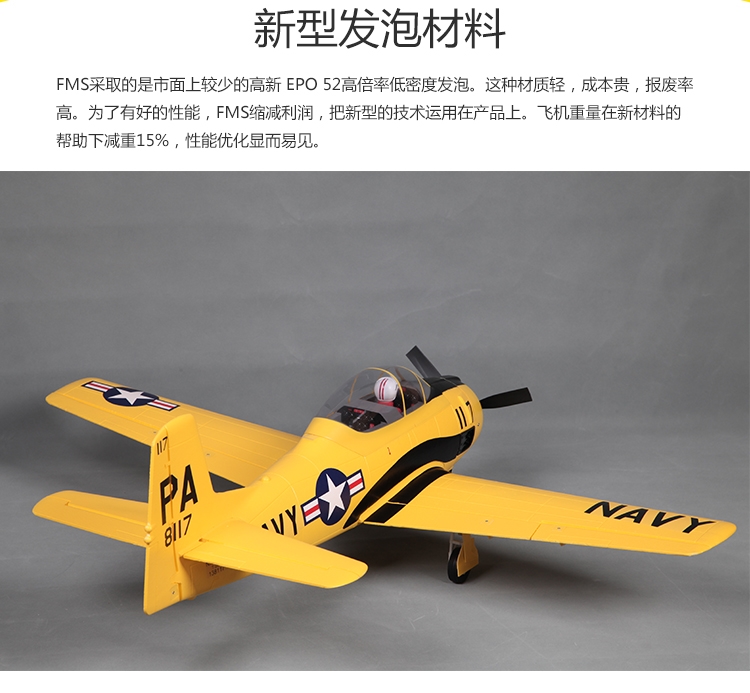 新型发泡材料
FMS采取的是市面上较少的高新 EPO 52高倍率低密度发泡。这种材质轻，成本贵，报废率
高。为了有好的性能，FMS缩减利润，把新型的技术运用在产品上。飞机重量在新材料的
帮助下减重15%，性能优化显而易见。
117
117
PA
8117
AVY
NAVY